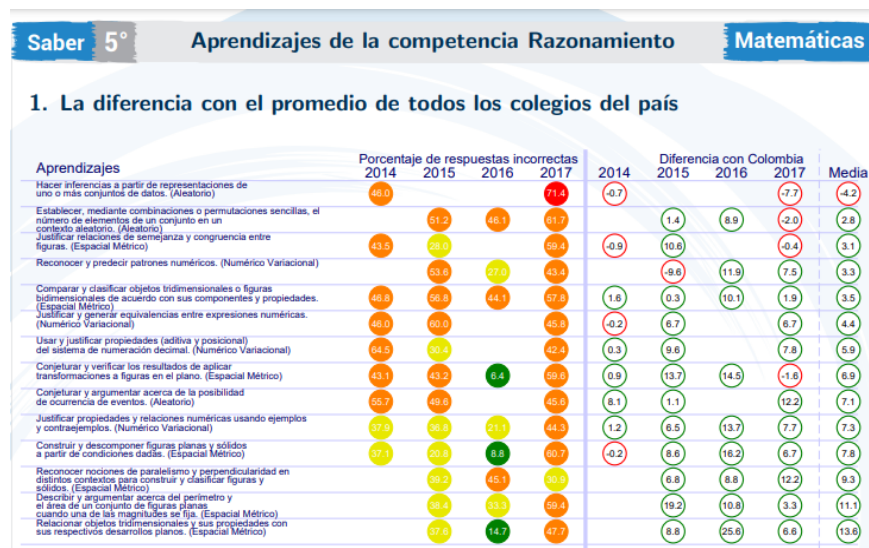 Saber 5° Aprendizajes de la competencia Razonamiento Matemáticas
1. La diferencia con el promedio de todos los colegios del país
Porcentaje de respuestas incorrectas Diferencia con Colombia
Aprendizajes 2014 2015 2016 2017 2014 2015 2016 2017 Media
Hacer inferencias a partir de representaciones de
uno o más conjuntos de datos. (Aleatorio)
46.0 71.4 -0.7 -7.7 -4.2
Establecer, mediante combinaciones o permutaciones sencillas, el
número de elementos de un conjunto en un
contexto aleatorio. (Aleatorio)
51.2 46.1 61.7 1.4 8.9 -2.0 2.8
Justificar relaciones de semejanza y congruencia entre
figuras. (Espacial Métrico)
43.5 28.0 59.4 -0.9 10.6 -0.4 3.1
Reconocer y predecir patrones numéricos. (Numérico Variacional)
53.6 27.0 43.4 -9.6 11.9 7.5 3.3
Comparar y clasificar objetos tridimensionales o figuras
bidimensionales de acuerdo con sus componentes y propiedades.
(Espacial Métrico)
46.8 56.8 44.1 57.8 1.6 0.3 10.1 1.9 3.5
Justificar y generar equivalencias entre expresiones numéricas.
(Numérico Variacional)
46.0 60.0 45.8 -0.2 6.7 6.7 4.4
Usar y justificar propiedades (aditiva y posicional)
del sistema de numeración decimal. (Numérico Variacional)
64.5 30.4 42.4 0.3 9.6 7.8 5.9
Conjeturar y verificar los resultados de aplicar
transformaciones a figuras en el plano. (Espacial Métrico)
43.1 43.2 6.4 59.6 0.9 13.7 14.5 -1.6 6.9
Conjeturar y argumentar acerca de la posibilidad
de ocurrencia de eventos. (Aleatorio)
55.7 49.6 45.6 8.1 1.1 12.2 7.1
Justificar propiedades y relaciones numéricas usando ejemplos
y contraejemplos. (Numérico Variacional)
37.9 38.8 21.1 44.3 1.2 6.5 13.7 7.7 7.3
Construir y descomponer figuras planas y sólidos
a partir de condiciones dadas. (Espacial Métrico)
37.1 20.8 8.8 60.7 -0.2 8.6 16.2 6.7 7.8
Reconocer nociones de paralelismo y perpendicularidad en
distintos contextos para construir y clasificar figuras y
sólidos. (Espacial Métrico)
39.2 45.1 30.9 6.8 8.8 12.2 9.3
Describir y argumentar acerca del perímetro y
el área de un conjunto de figuras planas
cuando una de las magnitudes se fija. (Espacial Métrico)
38.4 33.3 59.4 19.2 10.8 3.3 11.1
Relacionar objetos tridimensionales y sus propiedades con
sus respectivos desarrollos planos. (Espacial Métrico)
37.6 14.7 47.7 8.8 25.6 6.6 13.6